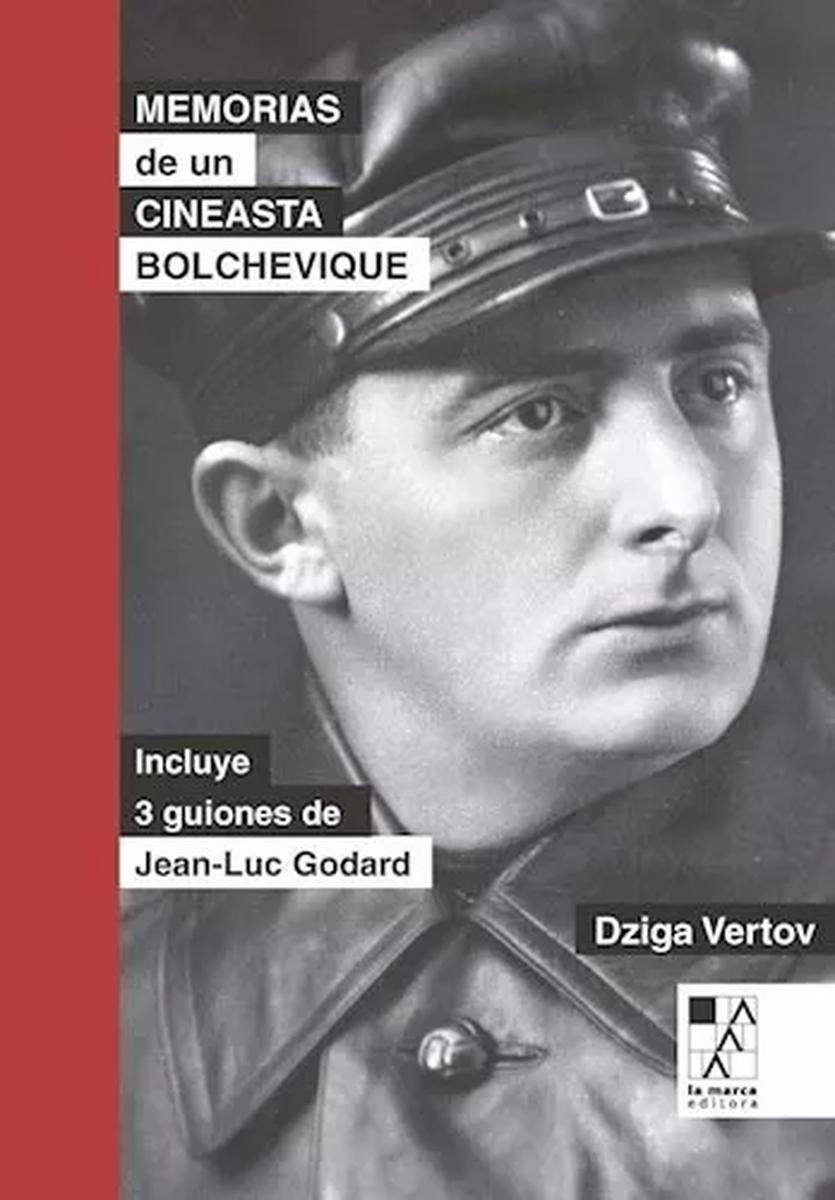 MEMORIAS
de un
CINEASTA
BOLCHEVIQUE
Incluye
3 guiones de
Jean-Luc Godard
Dziga Vertov
la marca
editora